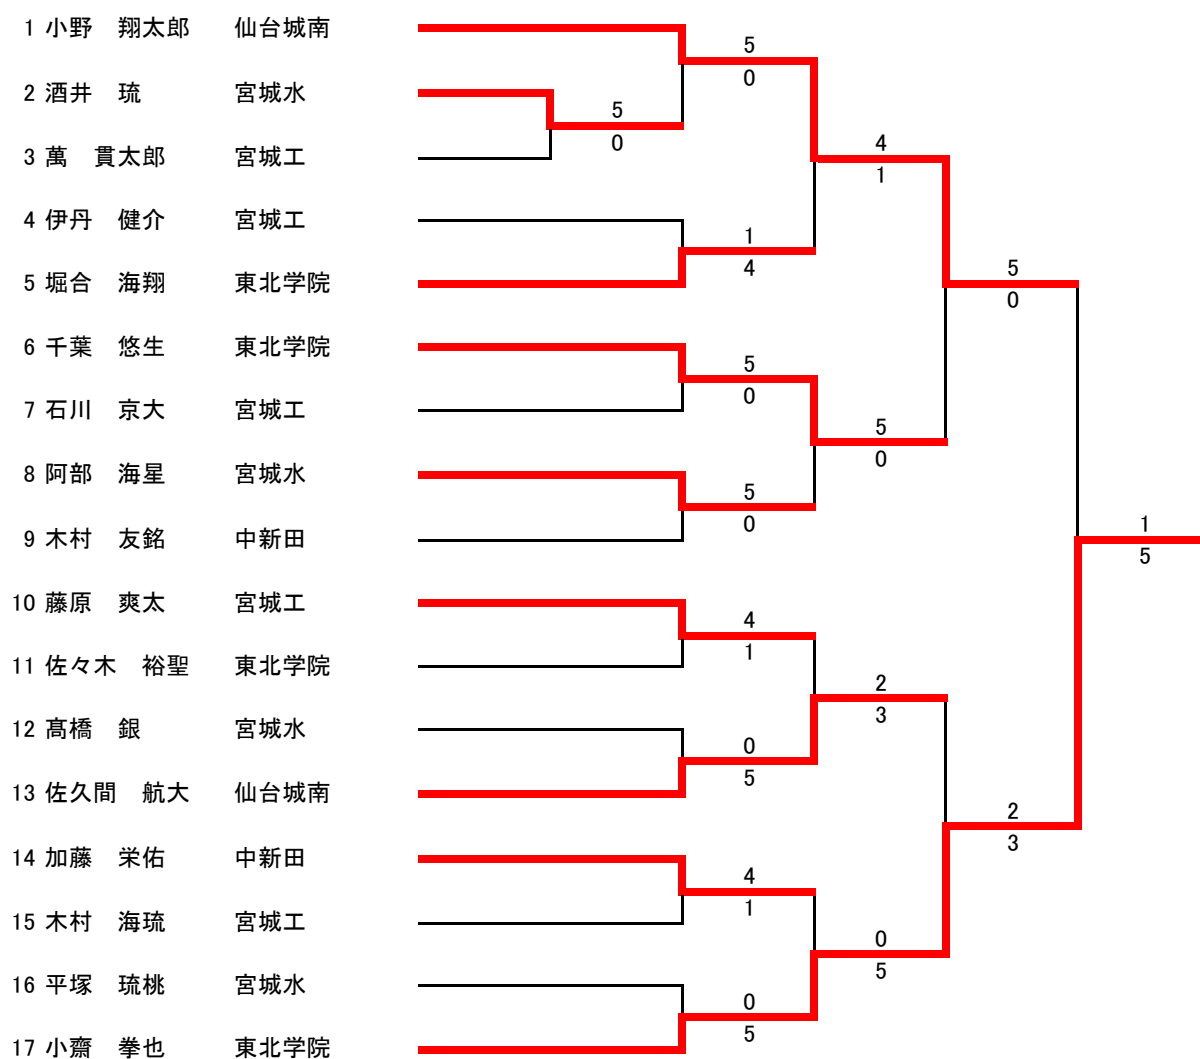 1 小野　翔太郎　仙台城南
5
0
2 酒井　琉　宮城水
5
0
3 萬　貫太郎　宮城工
4
1
4 伊丹　健介　宮城工
1
4
5 堀合　海翔　東北学院
5
0
6 千葉　悠生　東北学院
5
0
7 石川　京大　宮城工
5
0
8 阿部　海星　宮城水
5
0
9 木村　友銘　中新田
1
5
10 藤原　爽太　宮城工
4
1
11 佐々木　裕聖　東北学院
2
3
12 髙橋　銀　宮城水
0
5
13 佐久間　航大　仙台城南
2
3
14 加藤　栄佑　中新田
4
1
15 木村　海琉　宮城工
0
5
16 平塚　琉桃　宮城水
0
5
17 小齋　拳也　東北学院